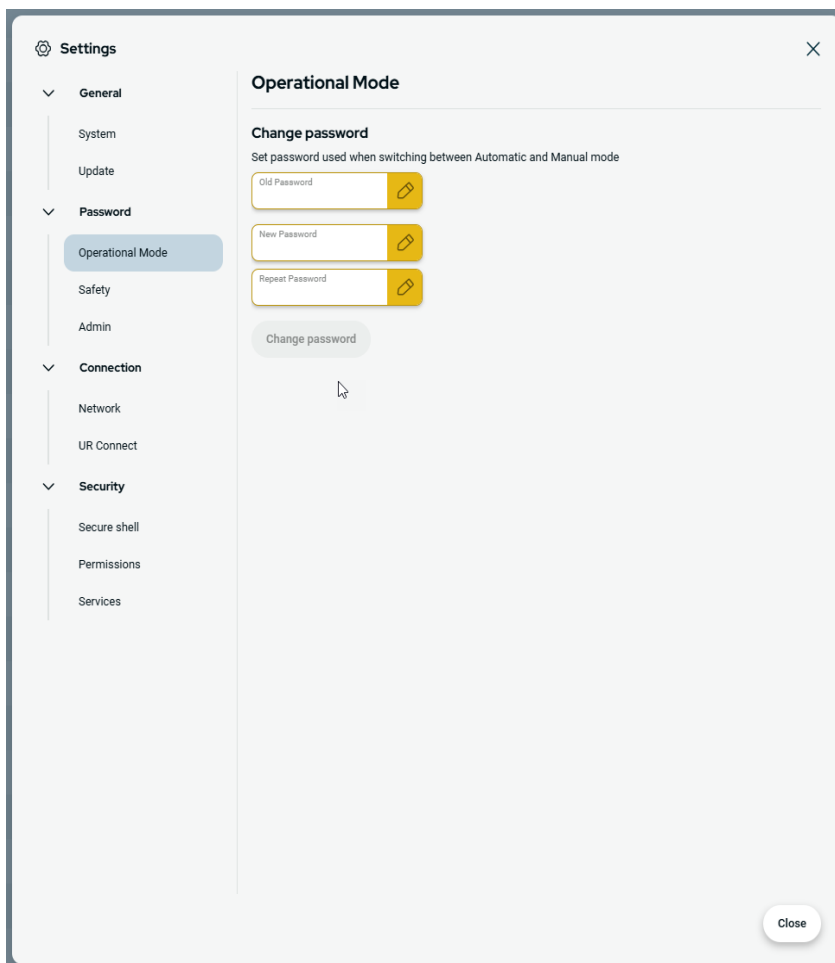 Settings
General
System
Update
Password
Operational Mode
Safety
Admin
Connection
Network
UR Connect
Security
Secure shell
Permissions
Services
Operational Mode
Change password
Set password used when switching between Automatic and Manual mode
Old Password
New Password
Repeat Password
Change password
Close